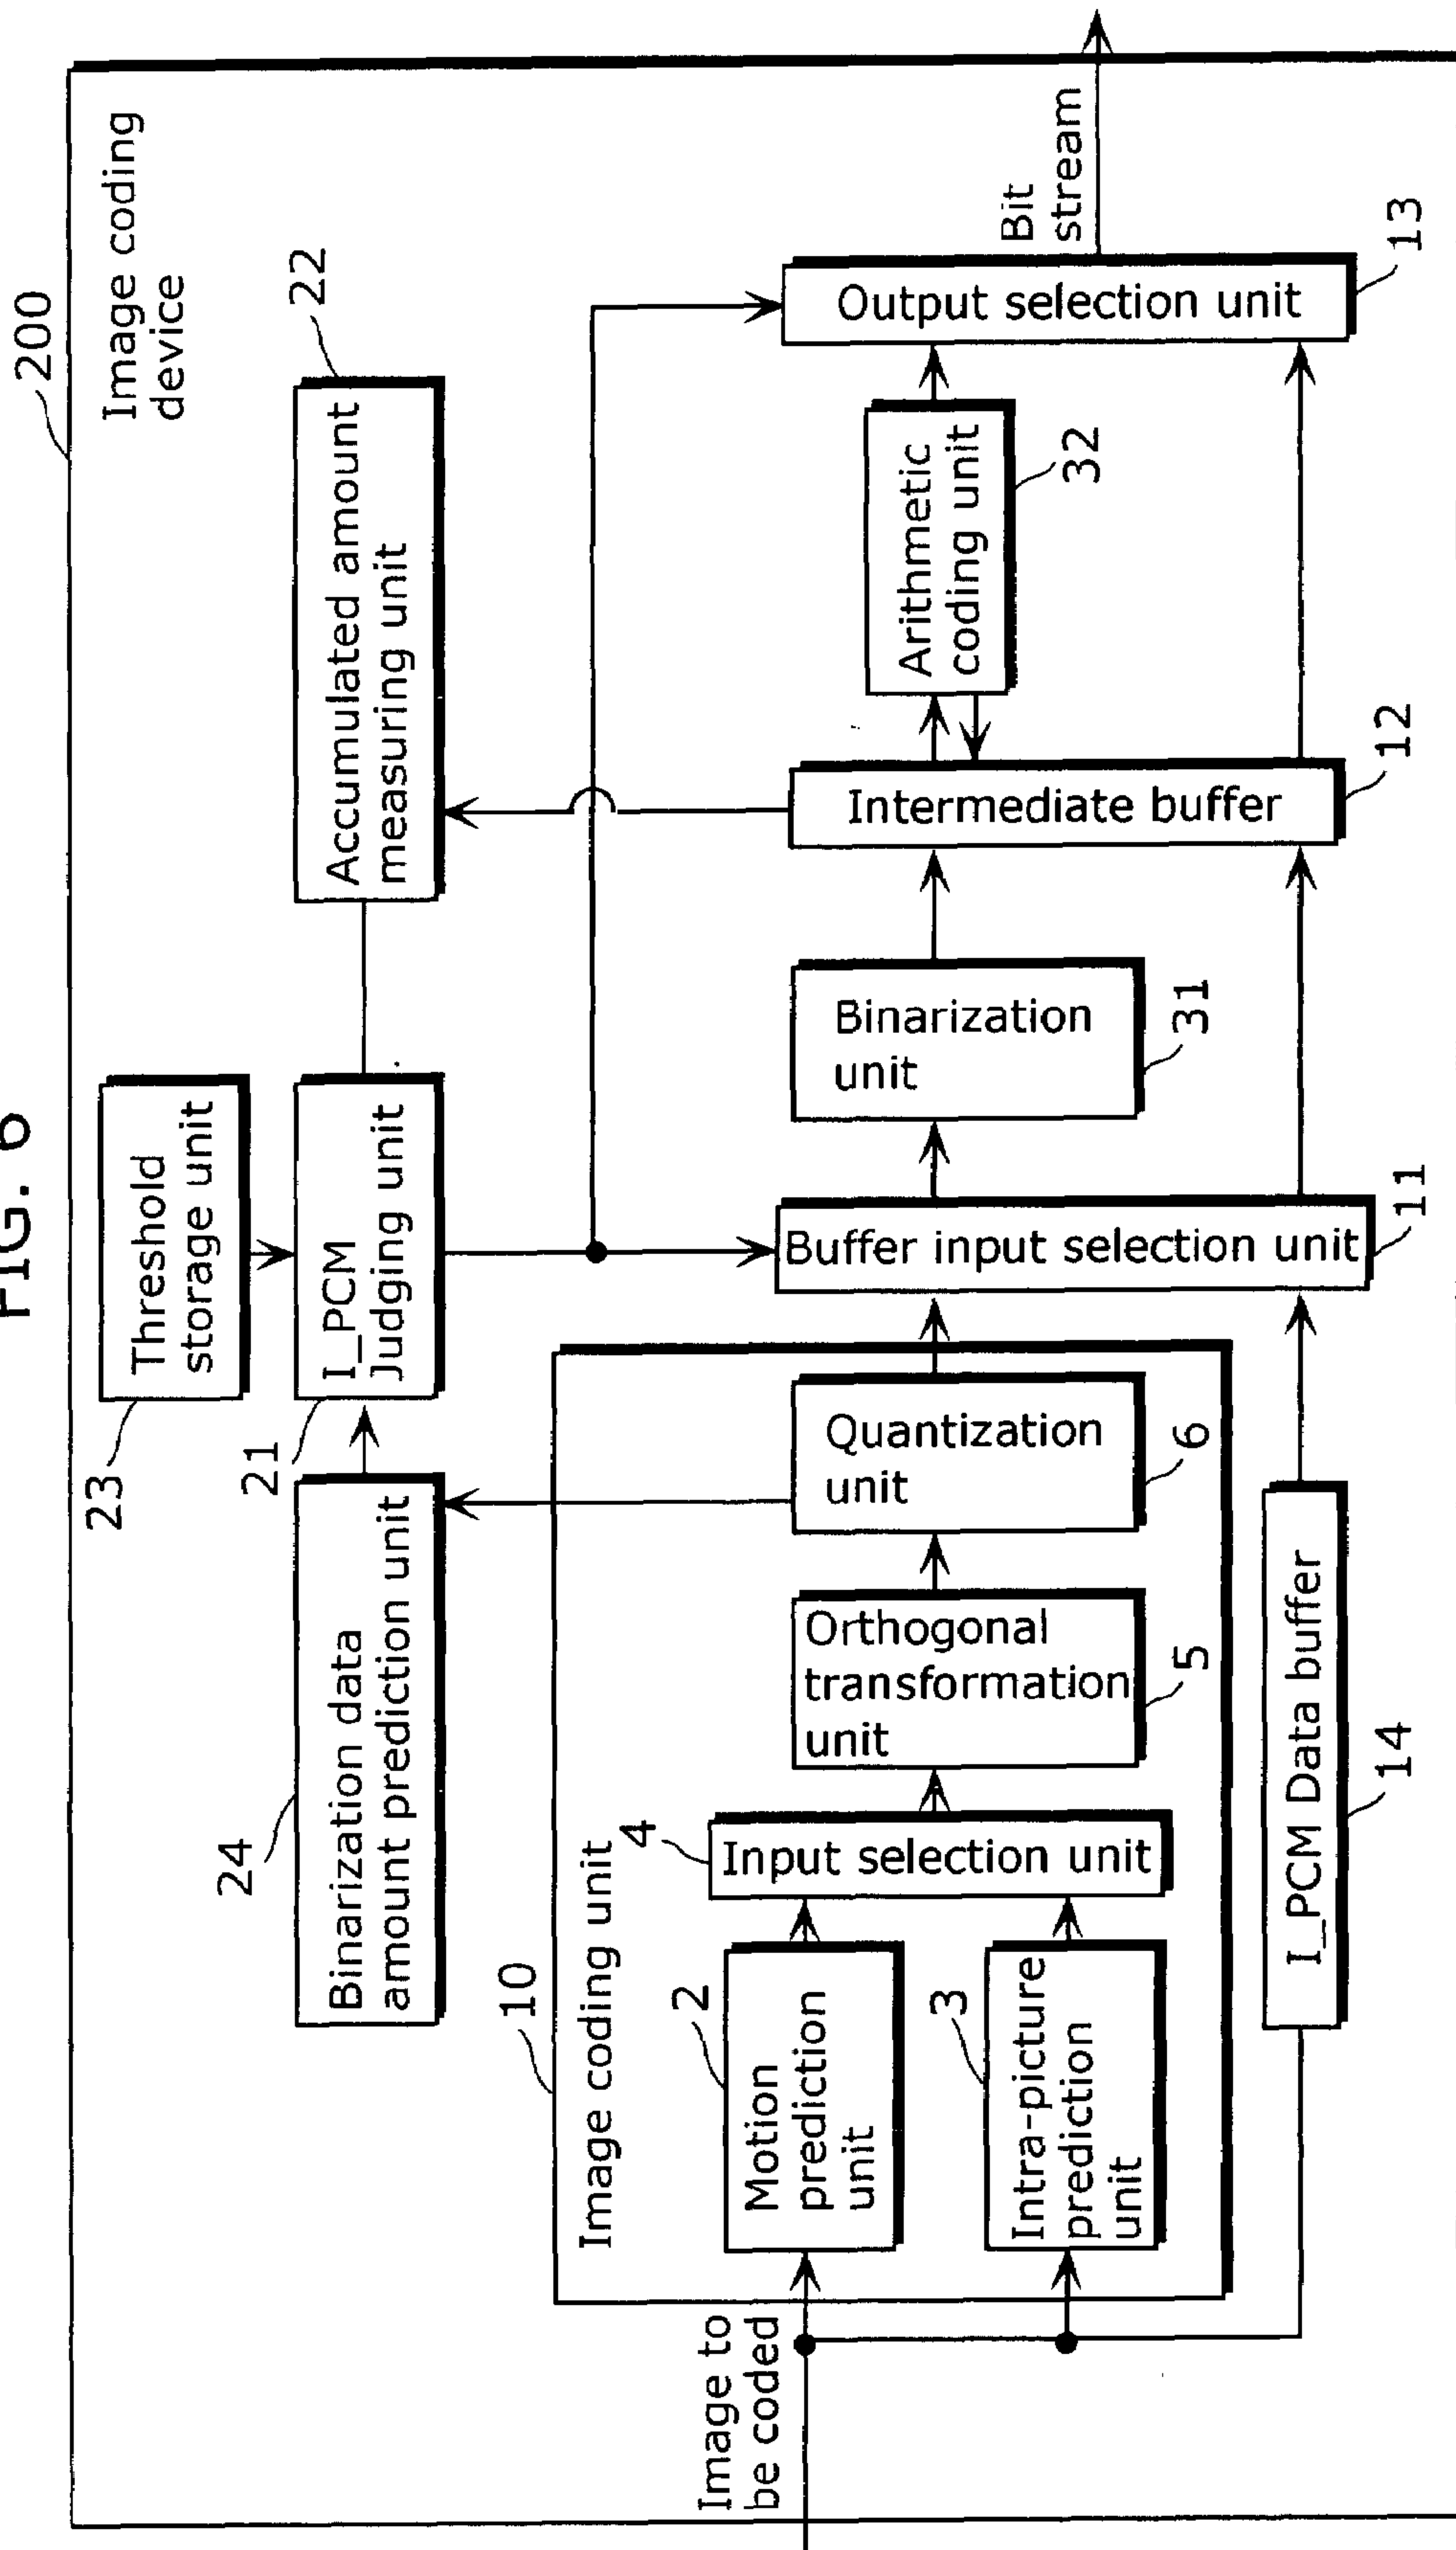 FIG. 6
200
Image coding
device
23
Threshold
storage unit
24
Binarization data
amount prediction unit
21
I_PCM
Judging unit
22
Accumulated amount
measuring unit
10
Image coding unit
Image to
be coded
2
Motion
prediction
unit
3
Intra-picture
prediction
unit
4
Input selection unit
Orthogonal
transformation
unit
5
Quantization
unit
6
Buffer input selection unit
11
Binarization
unit
31
Intermediate buffer
12
Arithmetic
coding unit
32
Output selection unit
13
Bit
stream
I_PCM Data buffer
14